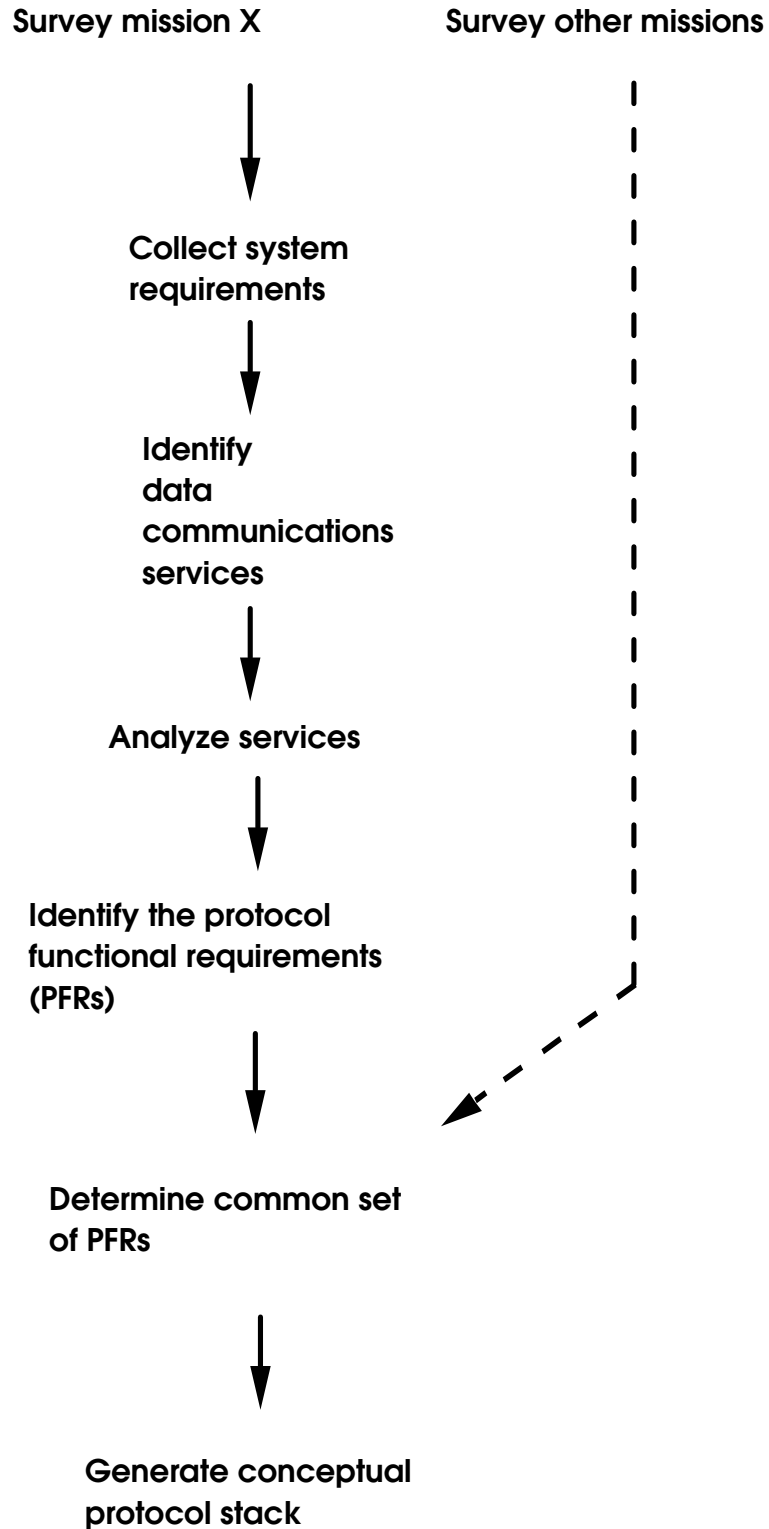 Survey mission X
Survey other missions
Collect system
requirements
Identify
data
communications
services
Analyze services
Identify the protocol
functional requirements
(PFRs)
Determine common set
of PFRs
Generate conceptual
protocol stack